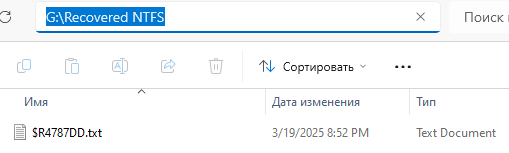 G:\Recovered NTFS
Поиск
Сортировать
Имя Дата изменения Тип
$R4787DD.txt 3/19/2025 8:52 PM Text Document